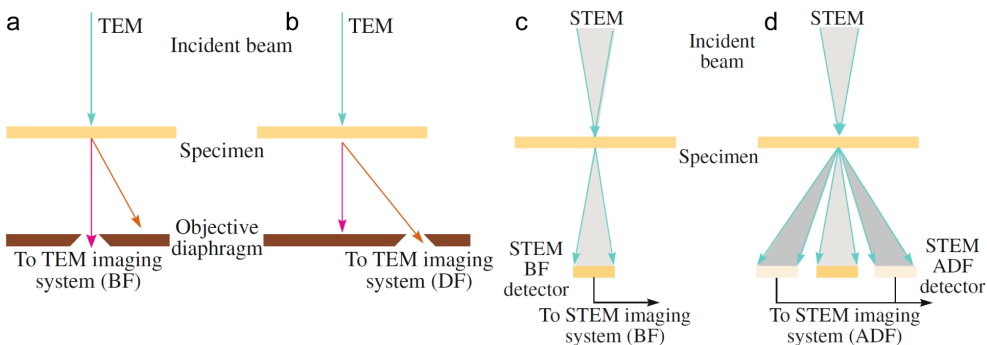 a
TEM
Incident beam
Specimen
Objective
diaphragm
To TEM imaging
system (BF)
b
TEM
To TEM imaging
system (DF)
c
STEM
Incident
beam
Specimen
STEM
BF
detector
To STEM imaging
system (BF)
d
STEM
STEM
ADF
detector
To STEM imaging
system (ADF)